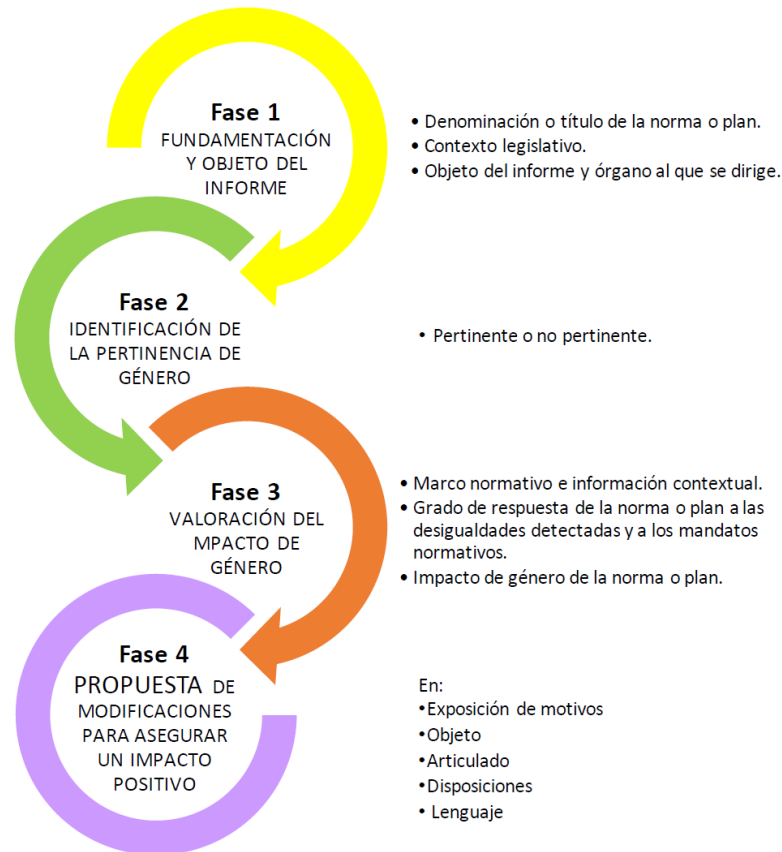 Fase 1
FUNDAMENTACIÓN
Y OBJETO DEL
INFORME
• Denominación o título de la norma o plan.
• Contexto legislativo.
• Objeto del informe y órgano al que se dirige.
Fase 2
IDENTIFICACIÓN DE
LA PERTINENCIA DE
GÉNERO
• Pertinente o no pertinente.
Fase 3
VALORACIÓN DEL
MPACTO DE
GÉNERO
• Marco normativo e información contextual.
• Grado de respuesta de la norma o plan a las
desigualdades detectadas y a los mandatos
normativos.
• Impacto de género de la norma o plan.
Fase 4
PROPUESTA DE
MODIFICACIONES
PARA ASEGURAR
UN IMPACTO
POSITIVO
En:
•Exposición de motivos
•Objeto
•Articulado
•Disposiciones
• Lenguaje